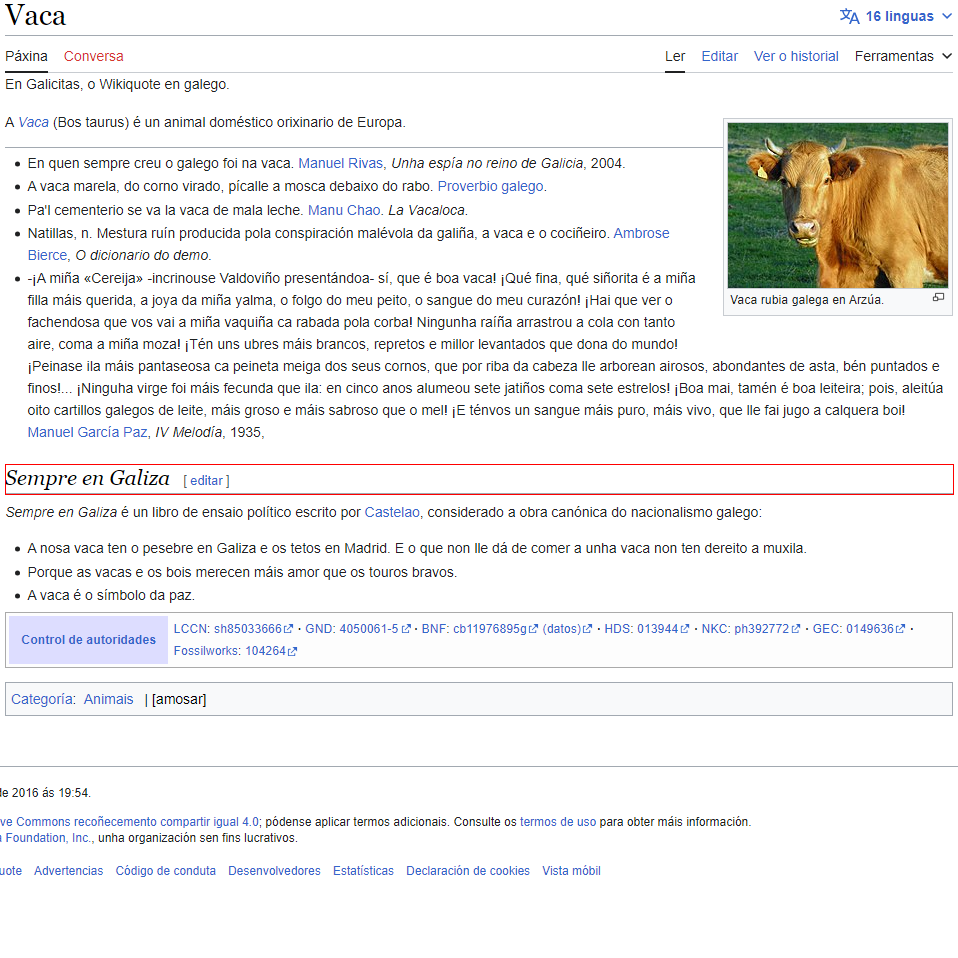 Vaca
16 linguas
Páxina Conversa Ler Editar Ver o historial Ferramentas
En Galicitas, o Wikiquote en galego.
A Vaca (Bos taurus) é un animal doméstico orixinario de Europa.
Vaca rubia galega en Arzúa.
En quen sempre creu o galego foi na vaca. Manuel Rivas, Unha espía no reino de Galicia, 2004.
A vaca marela, do corno virado, pícalle a mosca debaixo do rabo. Proverbio galego.
Pa'l cementerio se va la vaca de mala leche. Manu Chao. La Vacaloca.
Natillas, n. Mestura ruín producida pola conspiración malévola da galiña, a vaca e o cociñeiro. Ambrose
Bierce, O dicionario do demo.
-¡A miña «Cereija» -incrinouse Valdoviño presentándoa- sí, que é boa vaca! ¡Qué fina, qué siñorita é a miña
filla máis querida, a joya da miña yalma, o folgo do meu peito, o sangue do meu curazón! ¡Hai que ver o
fachendosa que vos vai a miña vaquiña ca rabada pola corba! Ningunha raíña arrastrou a cola con tanto
aire, coma a miña moza! ¡Tén uns ubres máis brancos, repretos e millor levantados que dona do mundo!
¡Peinase ila máis pantaseosa ca peineta meiga dos seus cornos, que por riba da cabeza lle arborean airosos, abondantes de asta, bén puntados e
finos!... ¡Ninguha virge foi máis fecunda que ila: en cinco anos alumeou sete jatiños coma sete estrelos! ¡Boa mai, tamén é boa leiteira; pois, aleitúa
oito cartillos galegos de leite, máis groso e máis sabroso que o mel! ¡E ténvos un sangue máis puro, máis vivo, que lle fai jugo a calquera boi!
Manuel García Paz, IV Melodía, 1935,
Sempre en Galiza [ editar ]
Sempre en Galiza é un libro de ensaio político escrito por Castelao, considerado a obra canónica do nacionalismo galego:
A nosa vaca ten o pesebre en Galiza e os tetos en Madrid. E o que non lle dá de comer a unha vaca non ten dereito a muxila.
Porque as vacas e os bois merecen máis amor que os touros bravos.
A vaca é o símbolo da paz.
Control de autoridades
LCCN: sh85033666 · GND: 4050061-5 · BNF: cb11976895g (datos) · HDS: 013944 · NKC: ph392772 · GEC: 0149636 ·
Fossilworks: 104264
Categoría: Animais | [amosar]
de 2016 ás 19:54.
ve Commons recoñecemento compartir igual 4.0; pódense aplicar termos adicionais. Consulte os termos de uso para obter máis información.
Foundation, Inc., unha organización sen fins lucrativos.
uote Advertencias Código de conduta Desenvolvedores Estatísticas Declaración de cookies Vista móbil